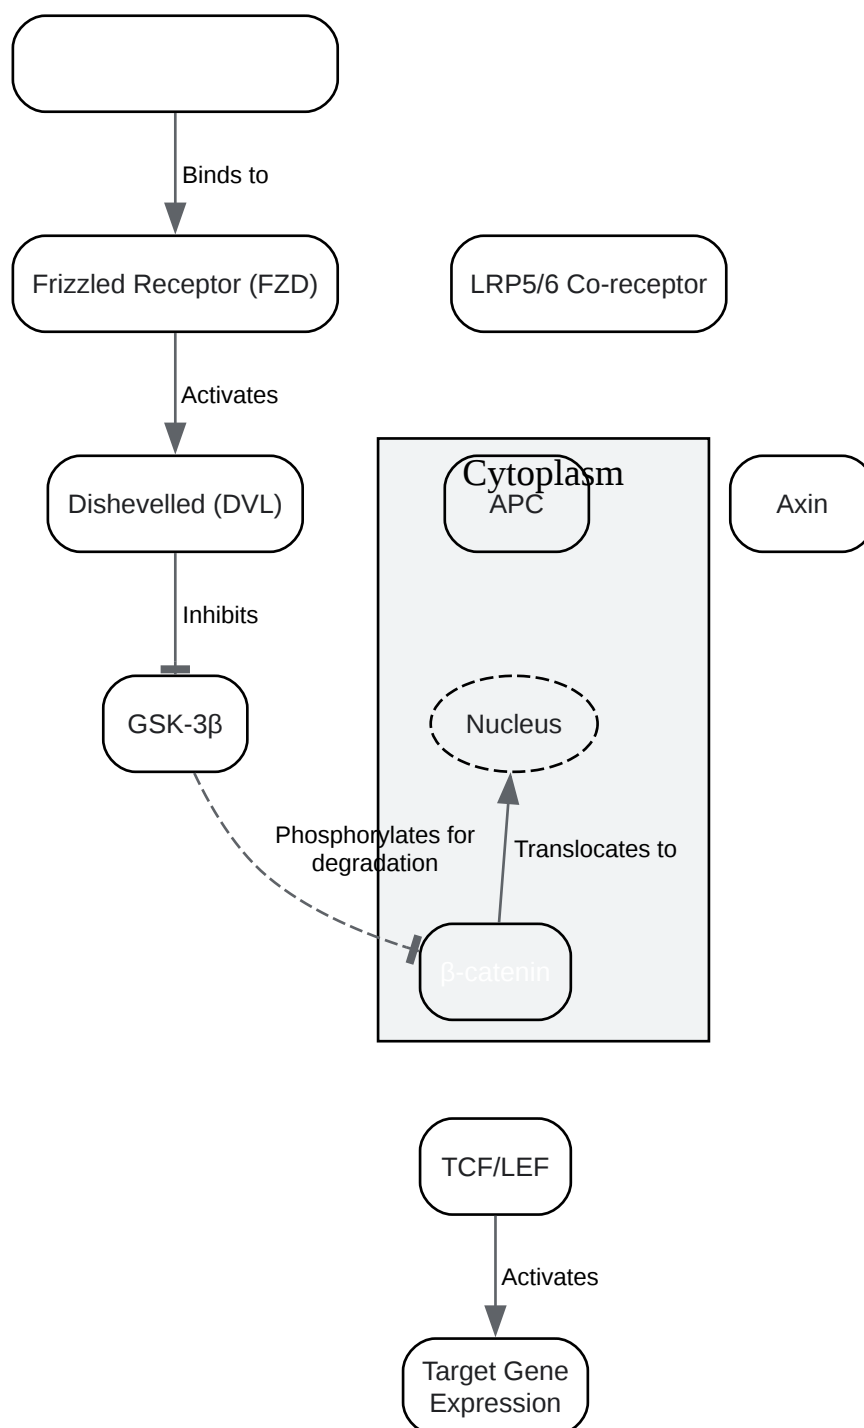 Binds to
Frizzled Receptor (FZD)
LRP5/6 Co-receptor
Activates
Cytoplasm
Dishevelled (DVL)
APC
Axin
Inhibits
GSK-3β
Nucleus
Phosphorylates for
degradation
Translocates to
β-catenin
TCF/LEF
Activates
Target Gene
Expression